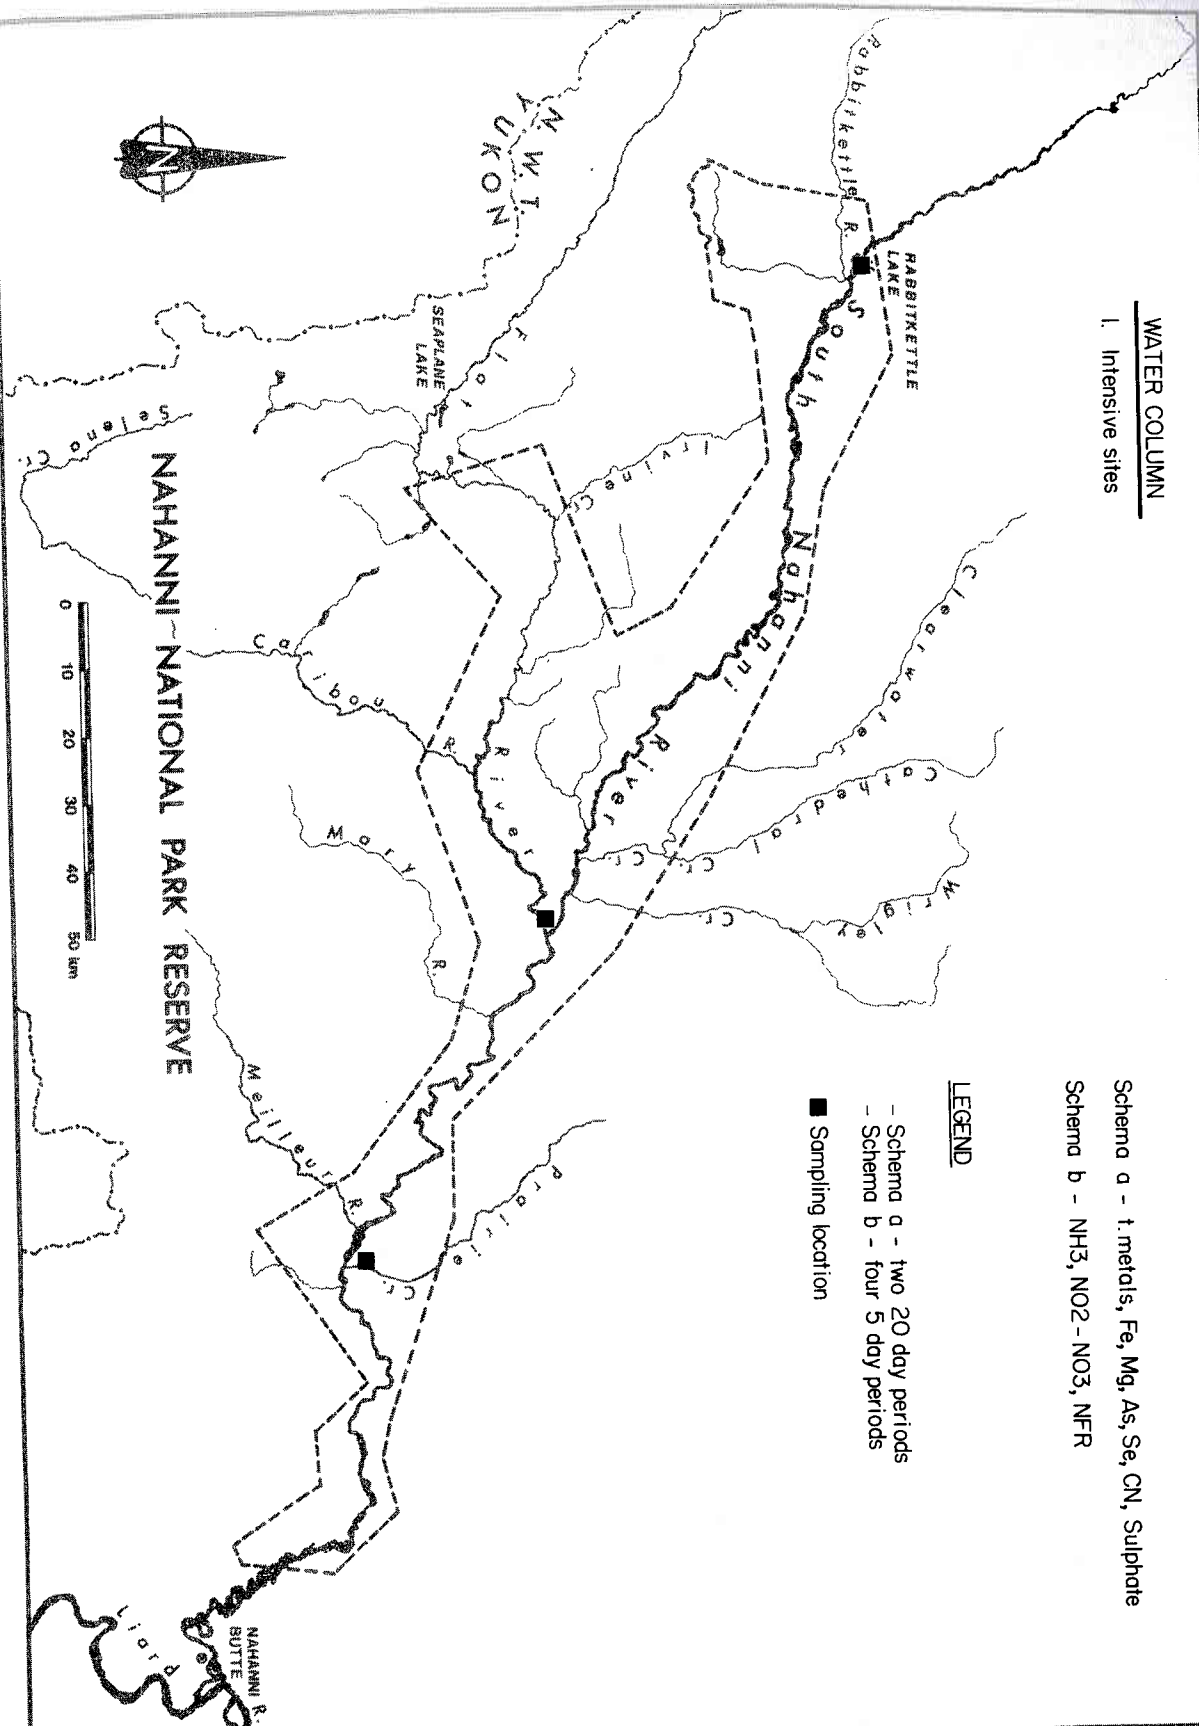 WATER COLUMN
I. Intensive sites
Schema a - t.metals, Fe, Mg, As, Se, CN, Sulphate
Schema b - NH3, NO2-NO3, NFR
LEGEND
- Schema a - two 20 day periods
- Schema b - four 5 day periods
Sampling location
Rabbitkettle R.
RABBITKETTLE
LAKE
South Nahanni River
Clearwater Cr.
Cathedral Cr.
Wrigley Cr.
Irvine Cr.
N. W. T.
YUKON
SEAPLANE
LAKE
Flat River
Caribou R.
Mary R.
Meilleur R.
Prairie Cr.
Selena Cr.
N
NAHANNI NATIONAL PARK RESERVE
0 10 20 30 40 50 km
NAHANNI
BUTTE
Liard R.